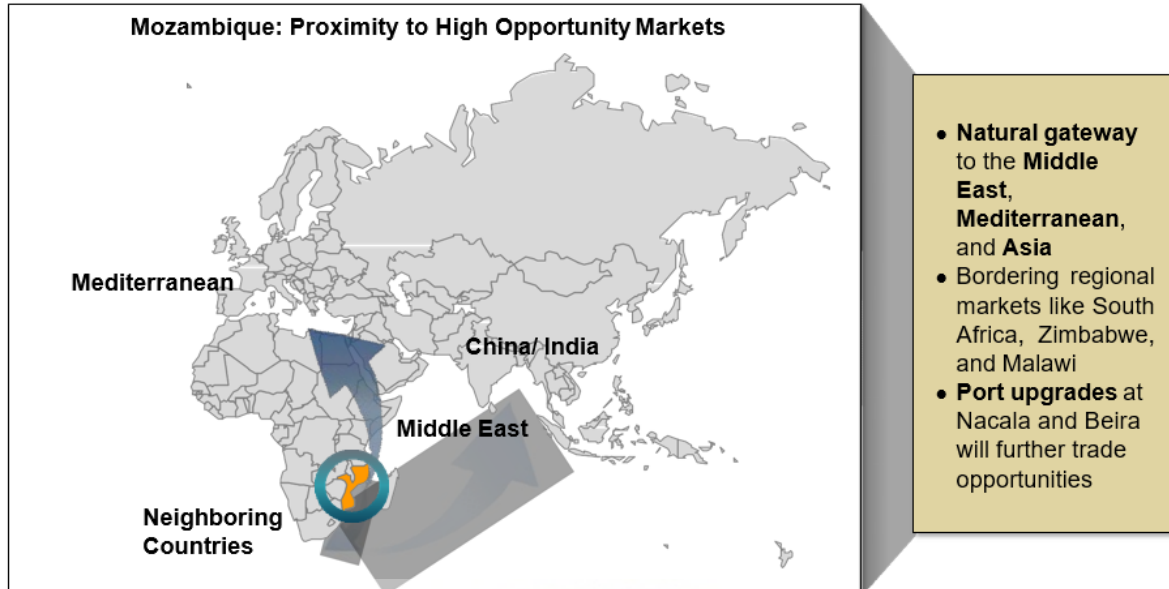 Mozambique: Proximity to High Opportunity Markets
Mediterranean
China/ India
Middle East
Neighboring
Countries
● Natural gateway
to the Middle
East,
Mediterranean,
and Asia
● Bordering regional
markets like South
Africa, Zimbabwe,
and Malawi
● Port upgrades at
Nacala and Beira
will further trade
opportunities